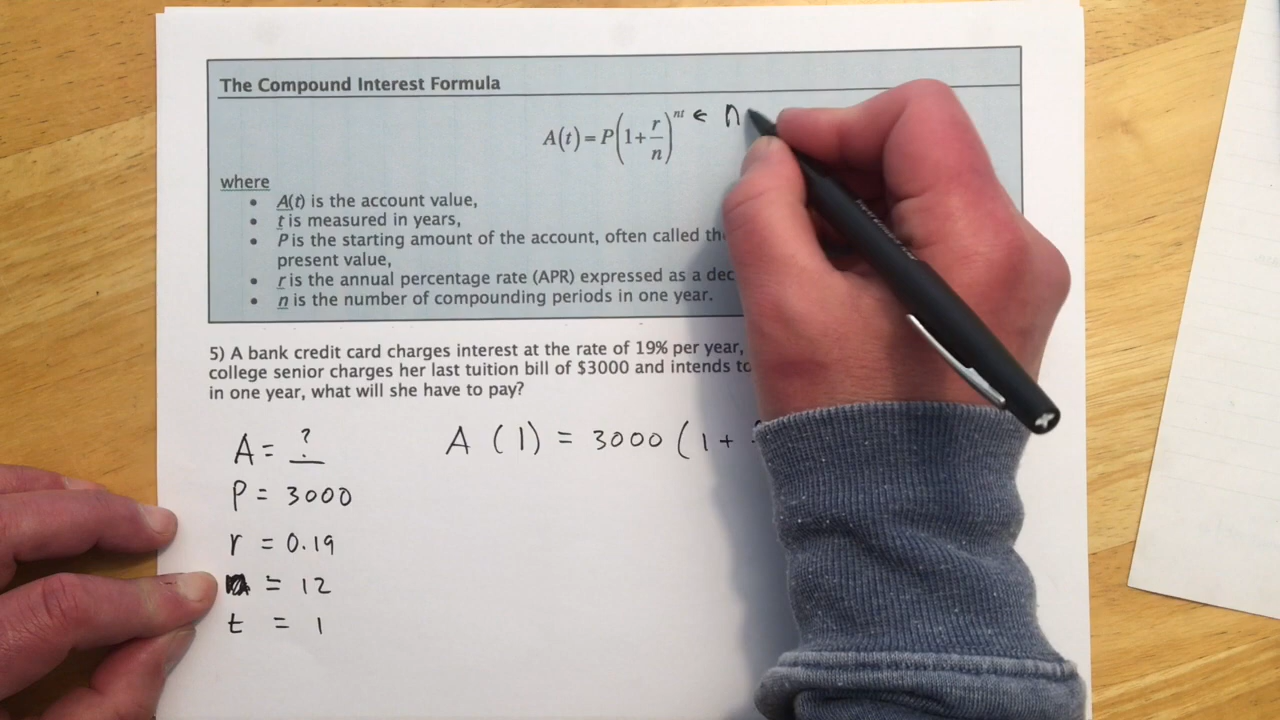 The Compound Interest Formula
A(t) = P(1 + r/n)^nt ← n
where
• A(t) is the account value,
• t is measured in years,
• P is the starting amount of the account, often called
present value,
• r is the annual percentage rate (APR) expressed as a
• n is the number of compounding periods in one year.
5) A bank credit card charges interest at the rate of 19% per year,
college senior charges her last tuition bill of $3000 and intends to
in one year, what will she have to pay?
A = ?
A (1) = 3000 (1 +
P = 3000
r = 0.19
= 12
t = 1